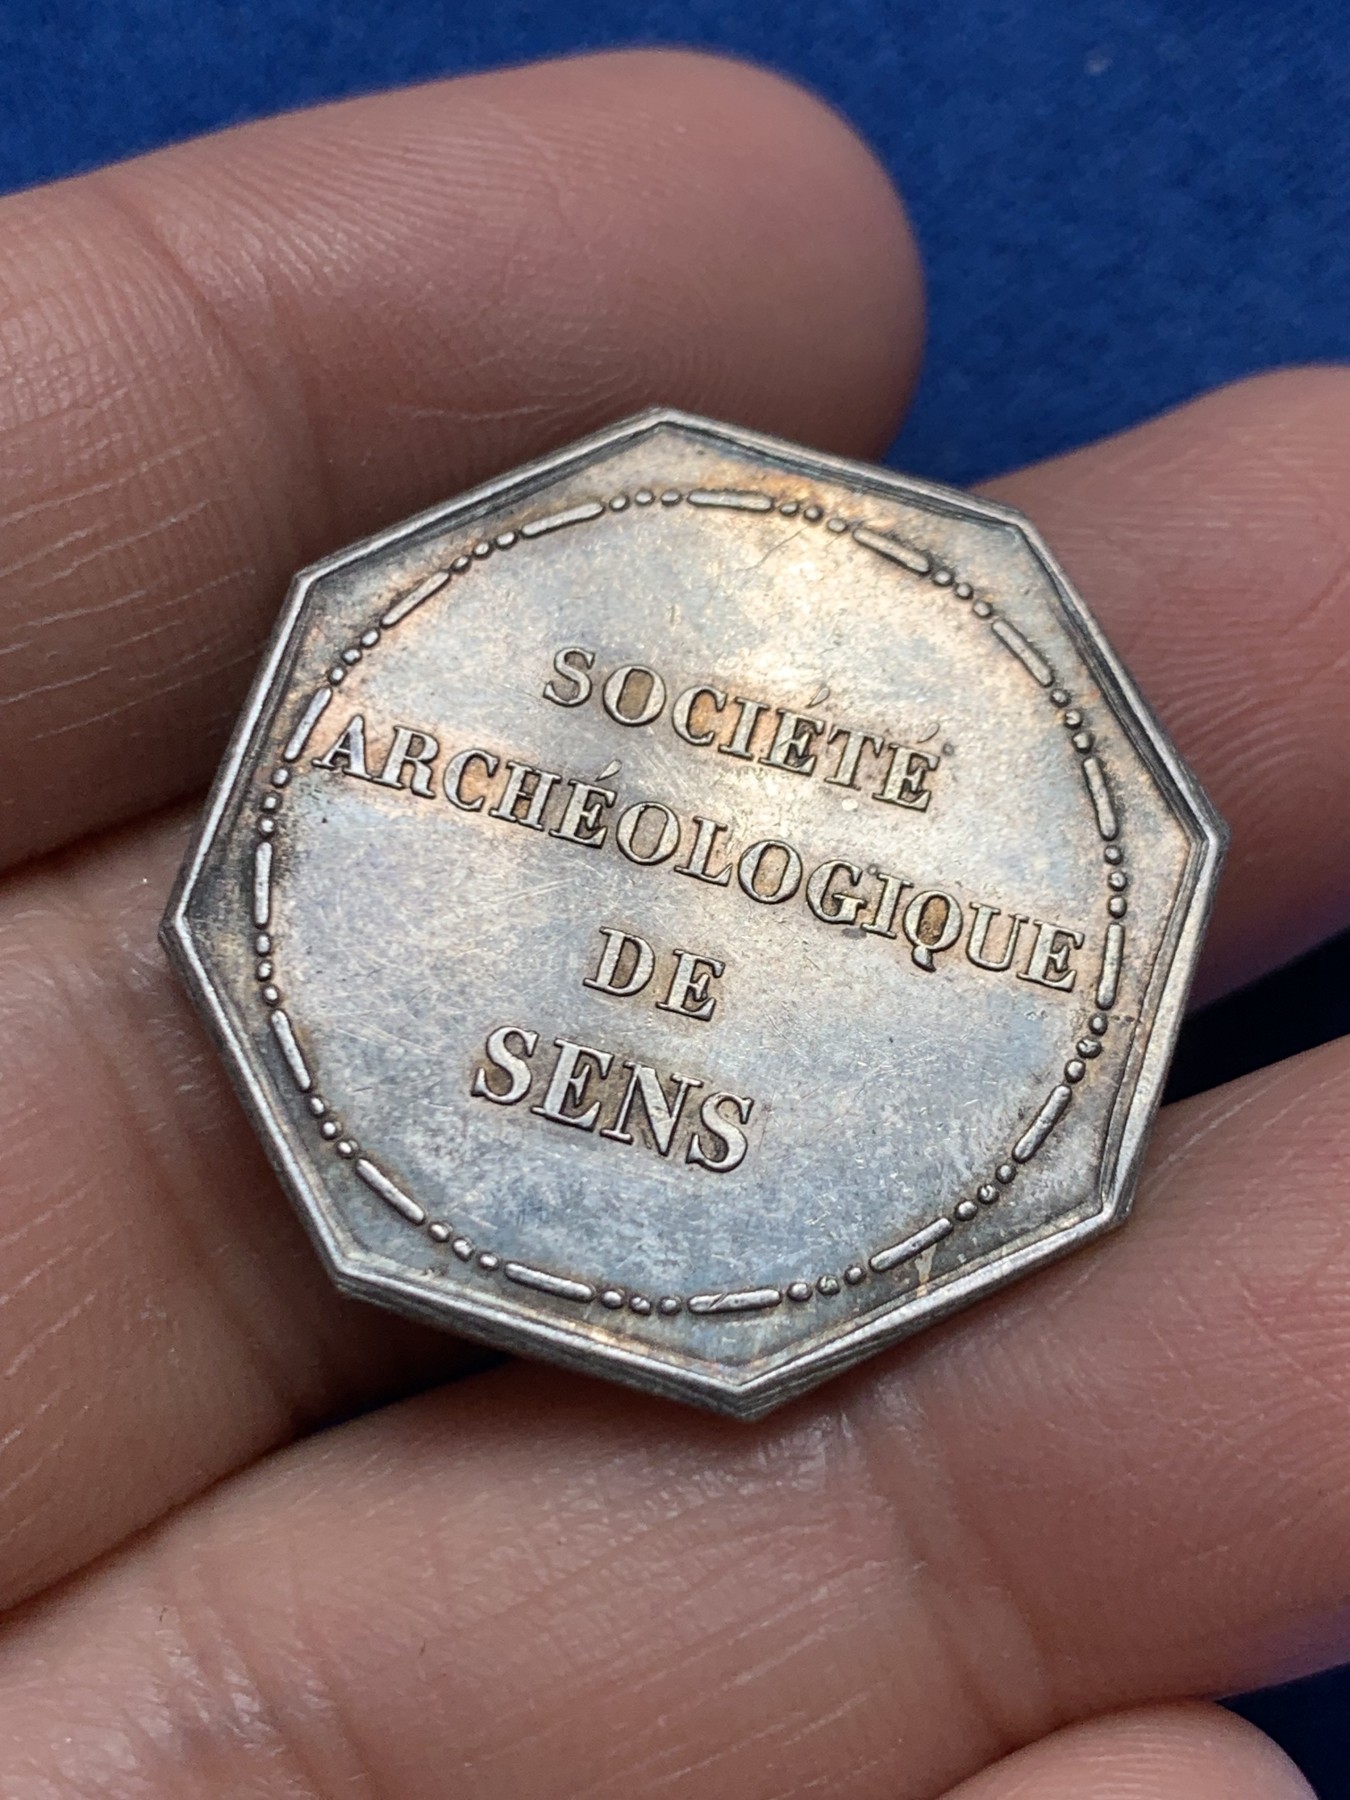 SOCIÉTÉ
ARCHÉOLOGIQUE
DE
SENS